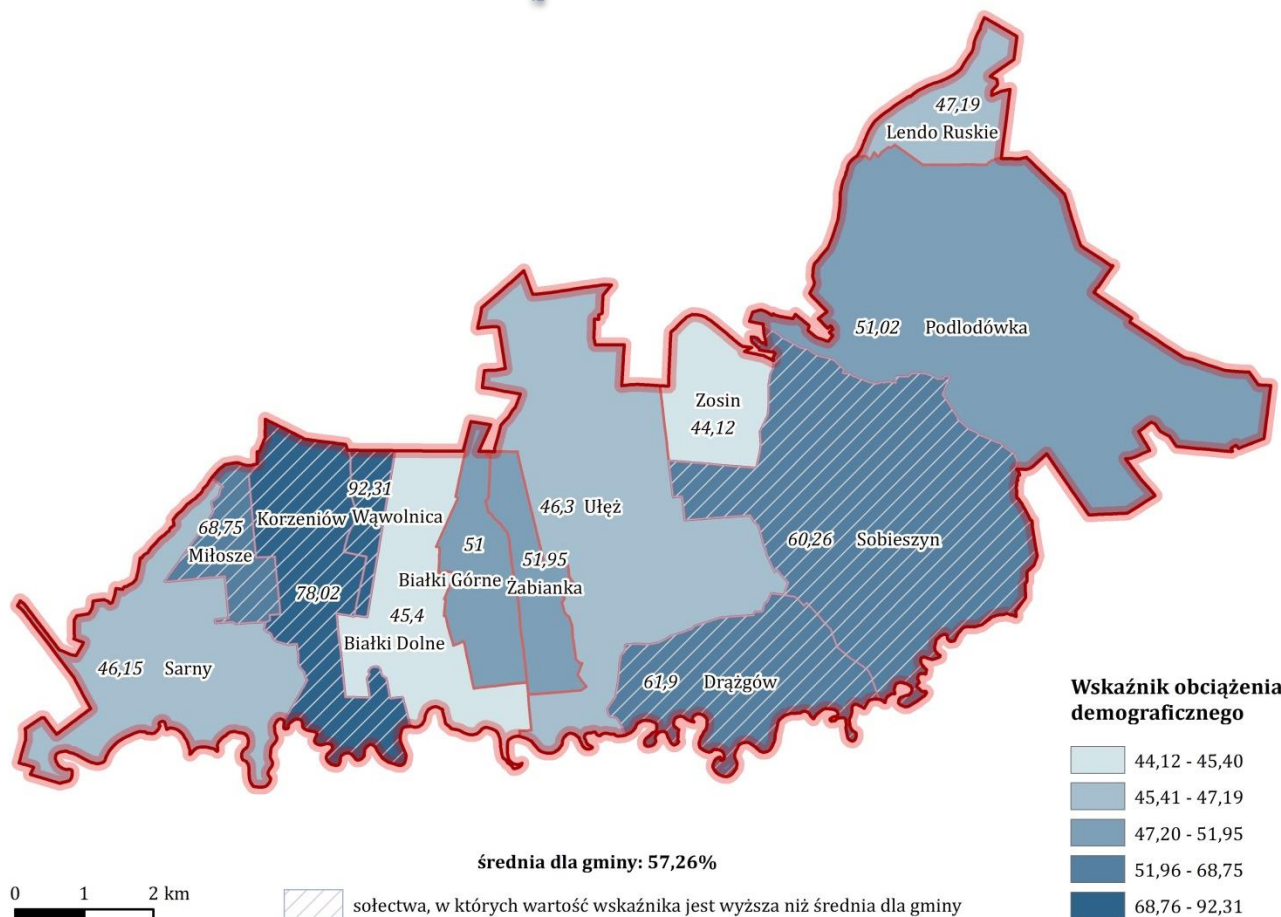 47,19
Lendo Ruskie
51,02 Podlodówka
Zosin
44,12
92,31
Korzeniów Wąwolnica
68,75
Miłosze
46,3 Ułęż
51
60,26 Sobieszyn
51,95
Białki Górne Żabianka
78,02
45,4
Białki Dolne
46,15 Sarny
61,9 Drążgów
Wskaźnik obciążenia
demograficznego
44,12 - 45,40
45,41 - 47,19
47,20 - 51,95
51,96 - 68,75
68,76 - 92,31
średnia dla gminy: 57,26%
0 1 2 km
sołectwa, w których wartość wskaźnika jest wyższa niż średnia dla gminy